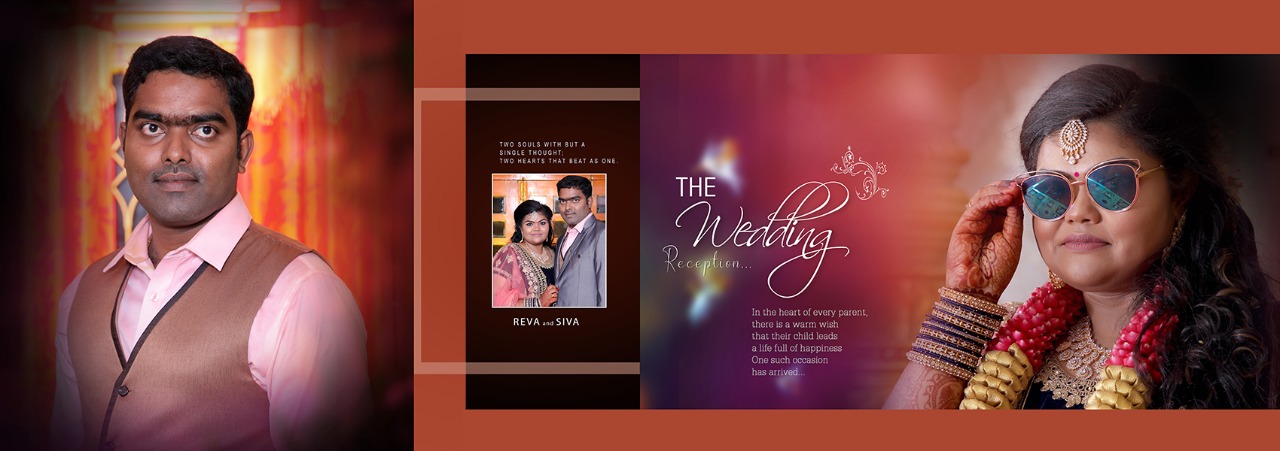 TWO SOULS WITH BUT A
SINGLE THOUGHT;
TWO HEARTS THAT BEAT AS ONE.
REVA and SIVA
THE
Wedding
Reception...
In the heart of every parent,
there is a warm wish
that their child leads
a life full of happiness
One such occasion
has arrived...